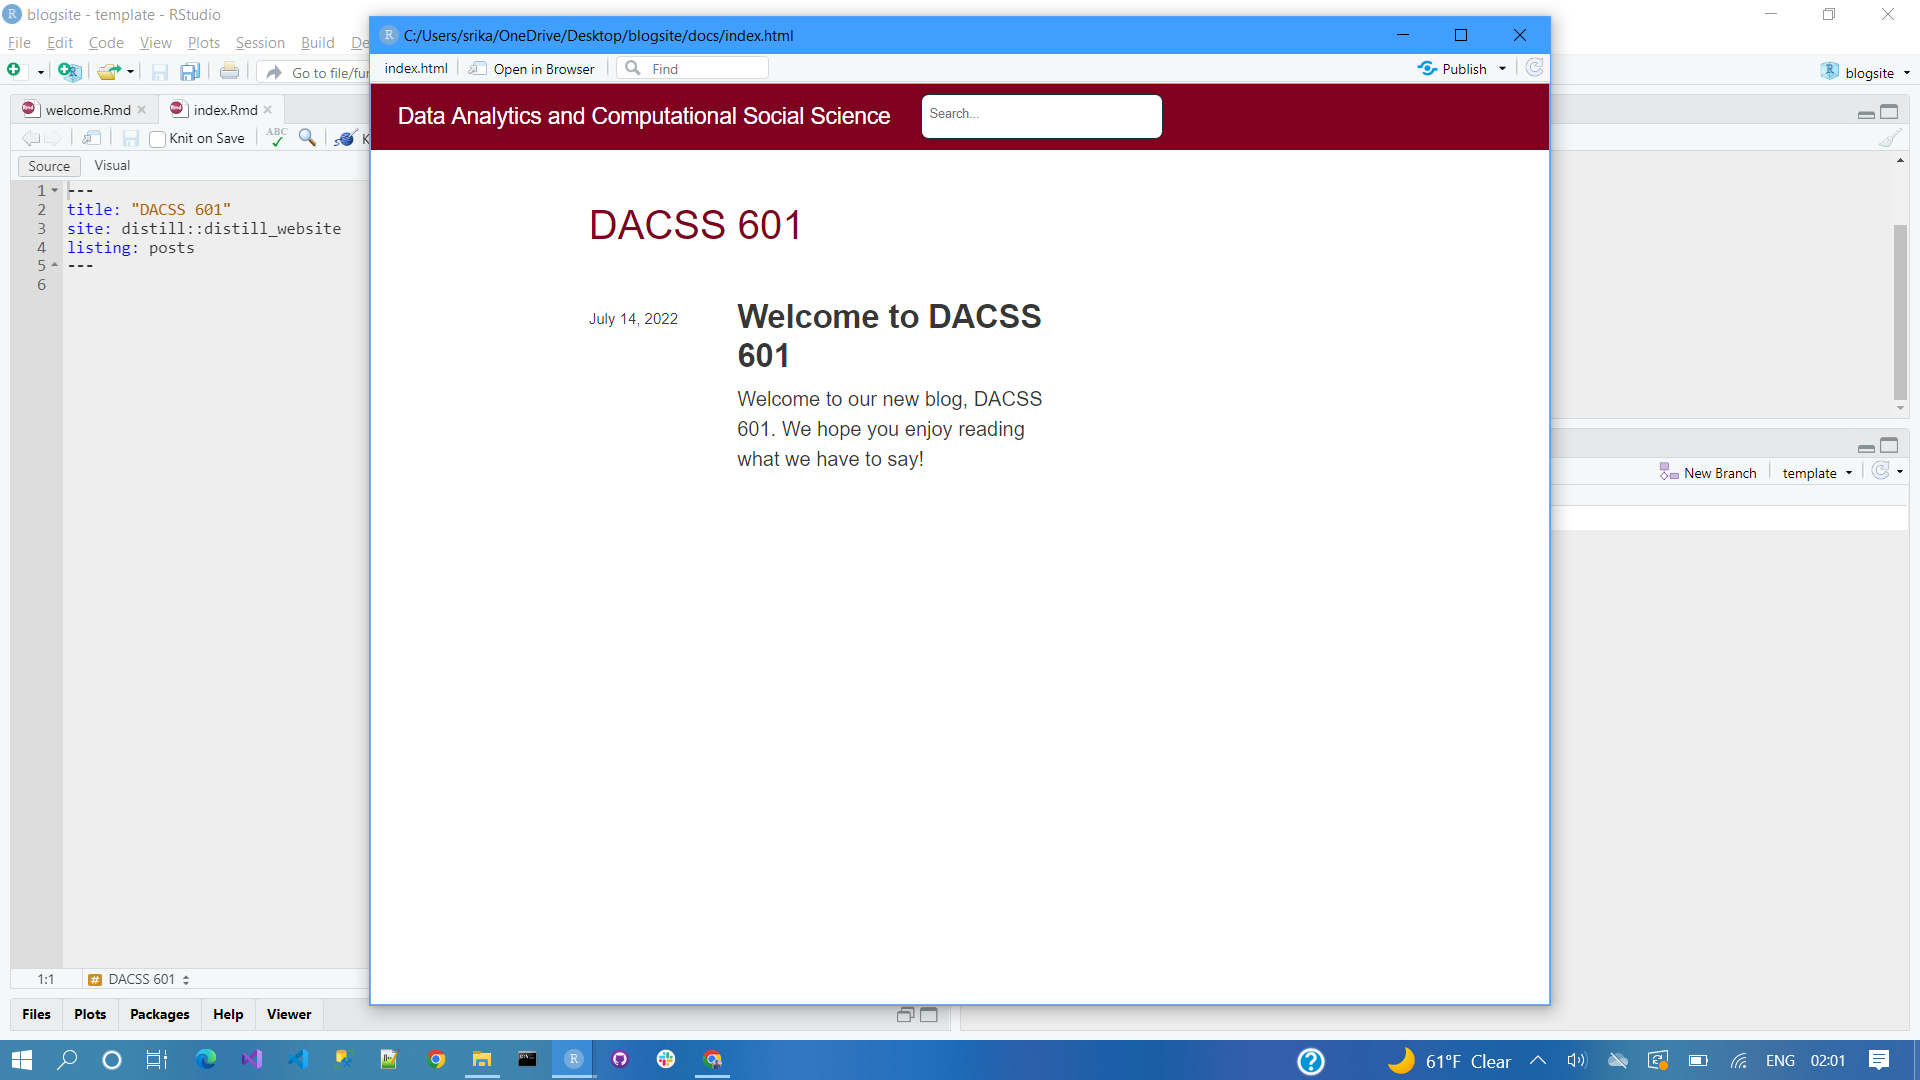 blogsite - template - RStudio
File Edit Code View Plots Session Build De
Go to file/fur
blogsite
welcome.Rmd
index.Rmd
Knit on Save
ABC
K
Source Visual
1 ---
2 title: "DACSS 601"
3 site: distill::distill_website
4 listing: posts
5 ---
6
1:1
# DACSS 601
Files Plots Packages Help Viewer
C:/Users/srika/OneDrive/Desktop/blogsite/docs/index.html
index.html Open in Browser Find Publish
Data Analytics and Computational Social Science Search...
DACSS 601
July 14, 2022
Welcome to DACSS
601
Welcome to our new blog, DACSS
601. We hope you enjoy reading
what we have to say!
New Branch template
61°F Clear ENG 02:01